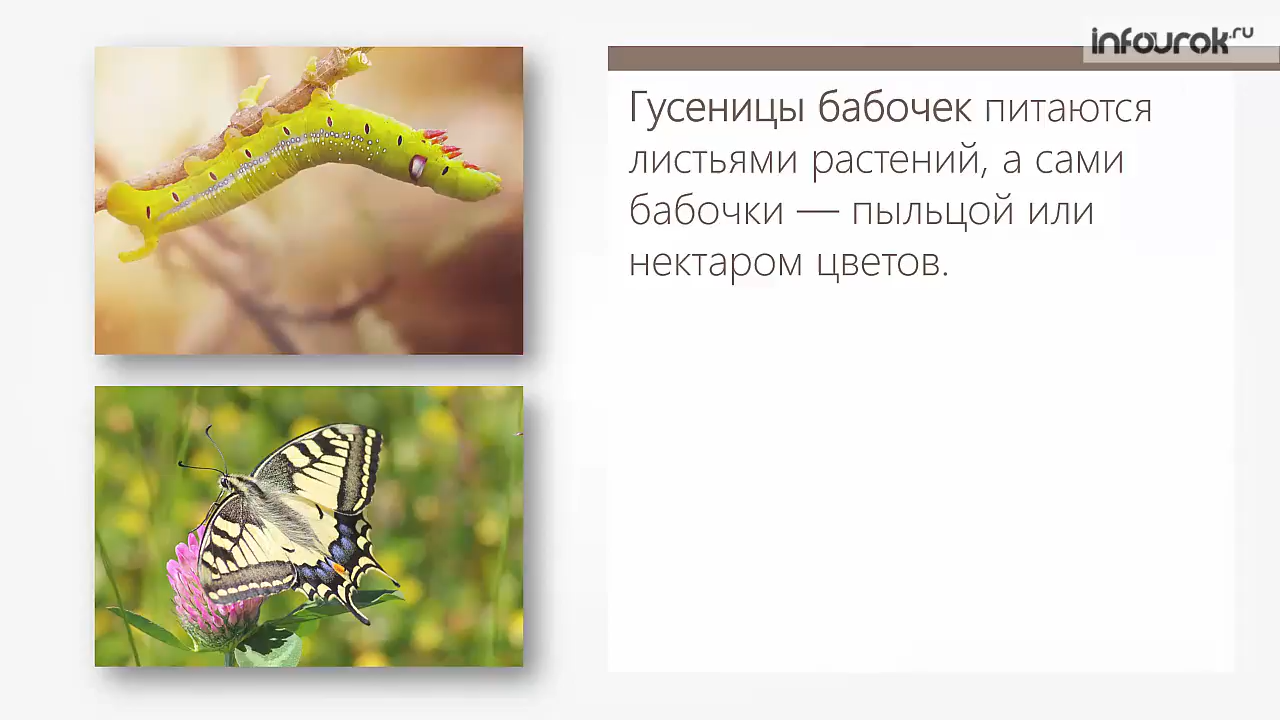 infourok.ru
Гусеницы бабочек питаются
листьями растений, а сами
бабочки — пыльцой или
нектаром цветов.